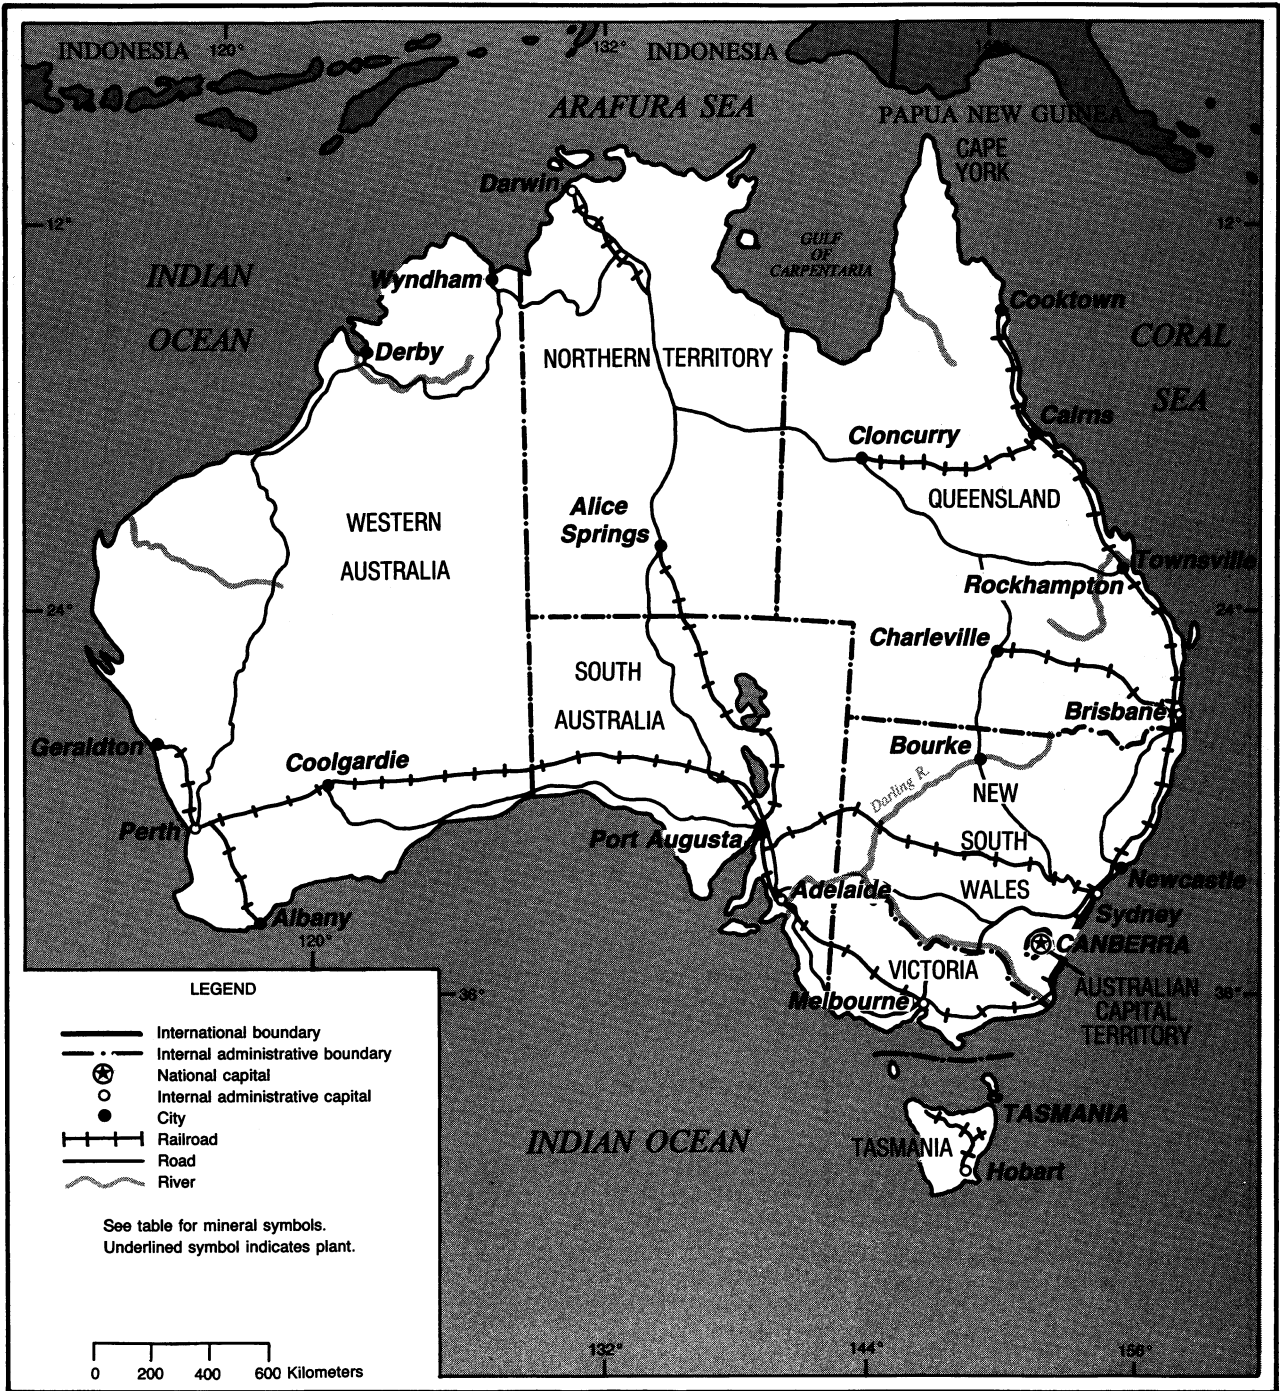 INDONESIA
120°
132°
INDONESIA
ARAFURA SEA
PAPUA NEW GUINEA
CAPE
YORK
Darwin
12°
12°
GULF
OF
CARPENTARIA
INDIAN
OCEAN
Wyndham
Cooktown
CORAL
SEA
Derby
NORTHERN TERRITORY
Cairns
Cloncurry
QUEENSLAND
WESTERN
AUSTRALIA
Alice
Springs
Townsville
Rockhampton
24°
24°
Charleville
SOUTH
AUSTRALIA
Brisbane
Geraldton
Coolgardie
Bourke
Darling R.
NEW
SOUTH
WALES
Perth
Port Augusta
Newcastle
Adelaide
Sydney
Albany
120°
CANBERRA
VICTORIA
AUSTRALIAN
CAPITAL
TERRITORY
36°
36°
Melbourne
LEGEND
International boundary
Internal administrative boundary
National capital
Internal administrative capital
City
Railroad
Road
River
See table for mineral symbols.
Underlined symbol indicates plant.
0 200 400 600 Kilometers
INDIAN OCEAN
TASMANIA
TASMANIA
Hobart
132°
144°
156°